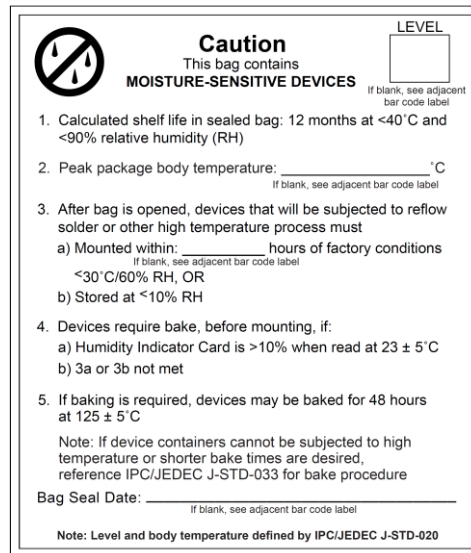 LEVEL
Caution
This bag contains
MOISTURE-SENSITIVE DEVICES
If blank, see adjacent
bar code label
1. Calculated shelf life in sealed bag: 12 months at <40˚C and
<90% relative humidity (RH)
2. Peak package body temperature: ____________________˚C
If blank, see adjacent bar code label
3. After bag is opened, devices that will be subjected to reflow
solder or other high temperature process must
a) Mounted within: ___________ hours of factory conditions
If blank, see adjacent bar code label
<30˚C/60% RH, OR
b) Stored at <10% RH
4. Devices require bake, before mounting, if:
a) Humidity Indicator Card is >10% when read at 23 ± 5˚C
b) 3a or 3b not met
5. If baking is required, devices may be baked for 48 hours
at 125 ± 5˚C
Note: If device containers cannot be subjected to high
temperature or shorter bake times are desired,
reference IPC/JEDEC J-STD-033 for bake procedure
Bag Seal Date: ____________________
If blank, see adjacent bar code label
Note: Level and body temperature defined by IPC/JEDEC J-STD-020